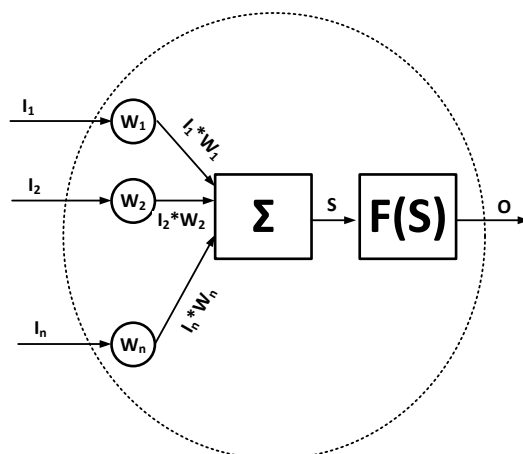 I₁
W₁
I₁*W₁
I₂
W₂
I₂*W₂
Σ
S
F(S)
O
Iₙ
Wₙ
Iₙ*Wₙ